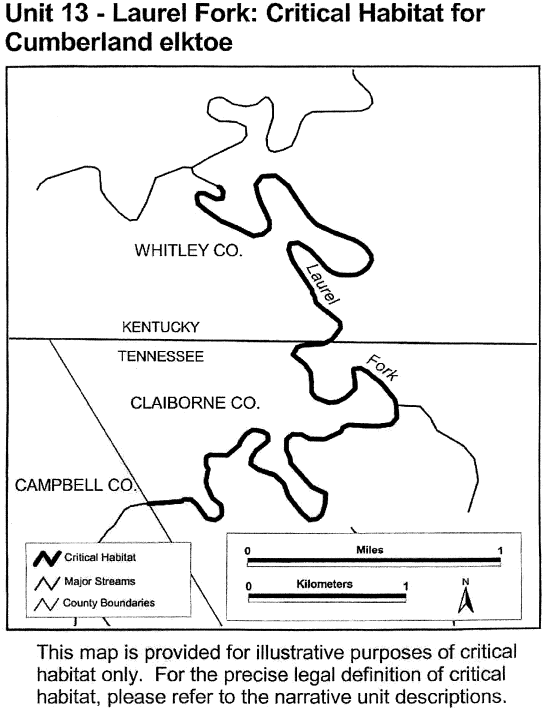 Unit 13 - Laurel Fork: Critical Habitat for
Cumberland elktoe
WHITLEY CO.
Laurel
KENTUCKY
TENNESSEE
Fork
CLAIBORNE CO.
CAMPBELL CO.
Critical Habitat
Major Streams
County Boundaries
0 Miles 1
0 Kilometers 1
N
This map is provided for illustrative purposes of critical
habitat only. For the precise legal definition of critical
habitat, please refer to the narrative unit descriptions.